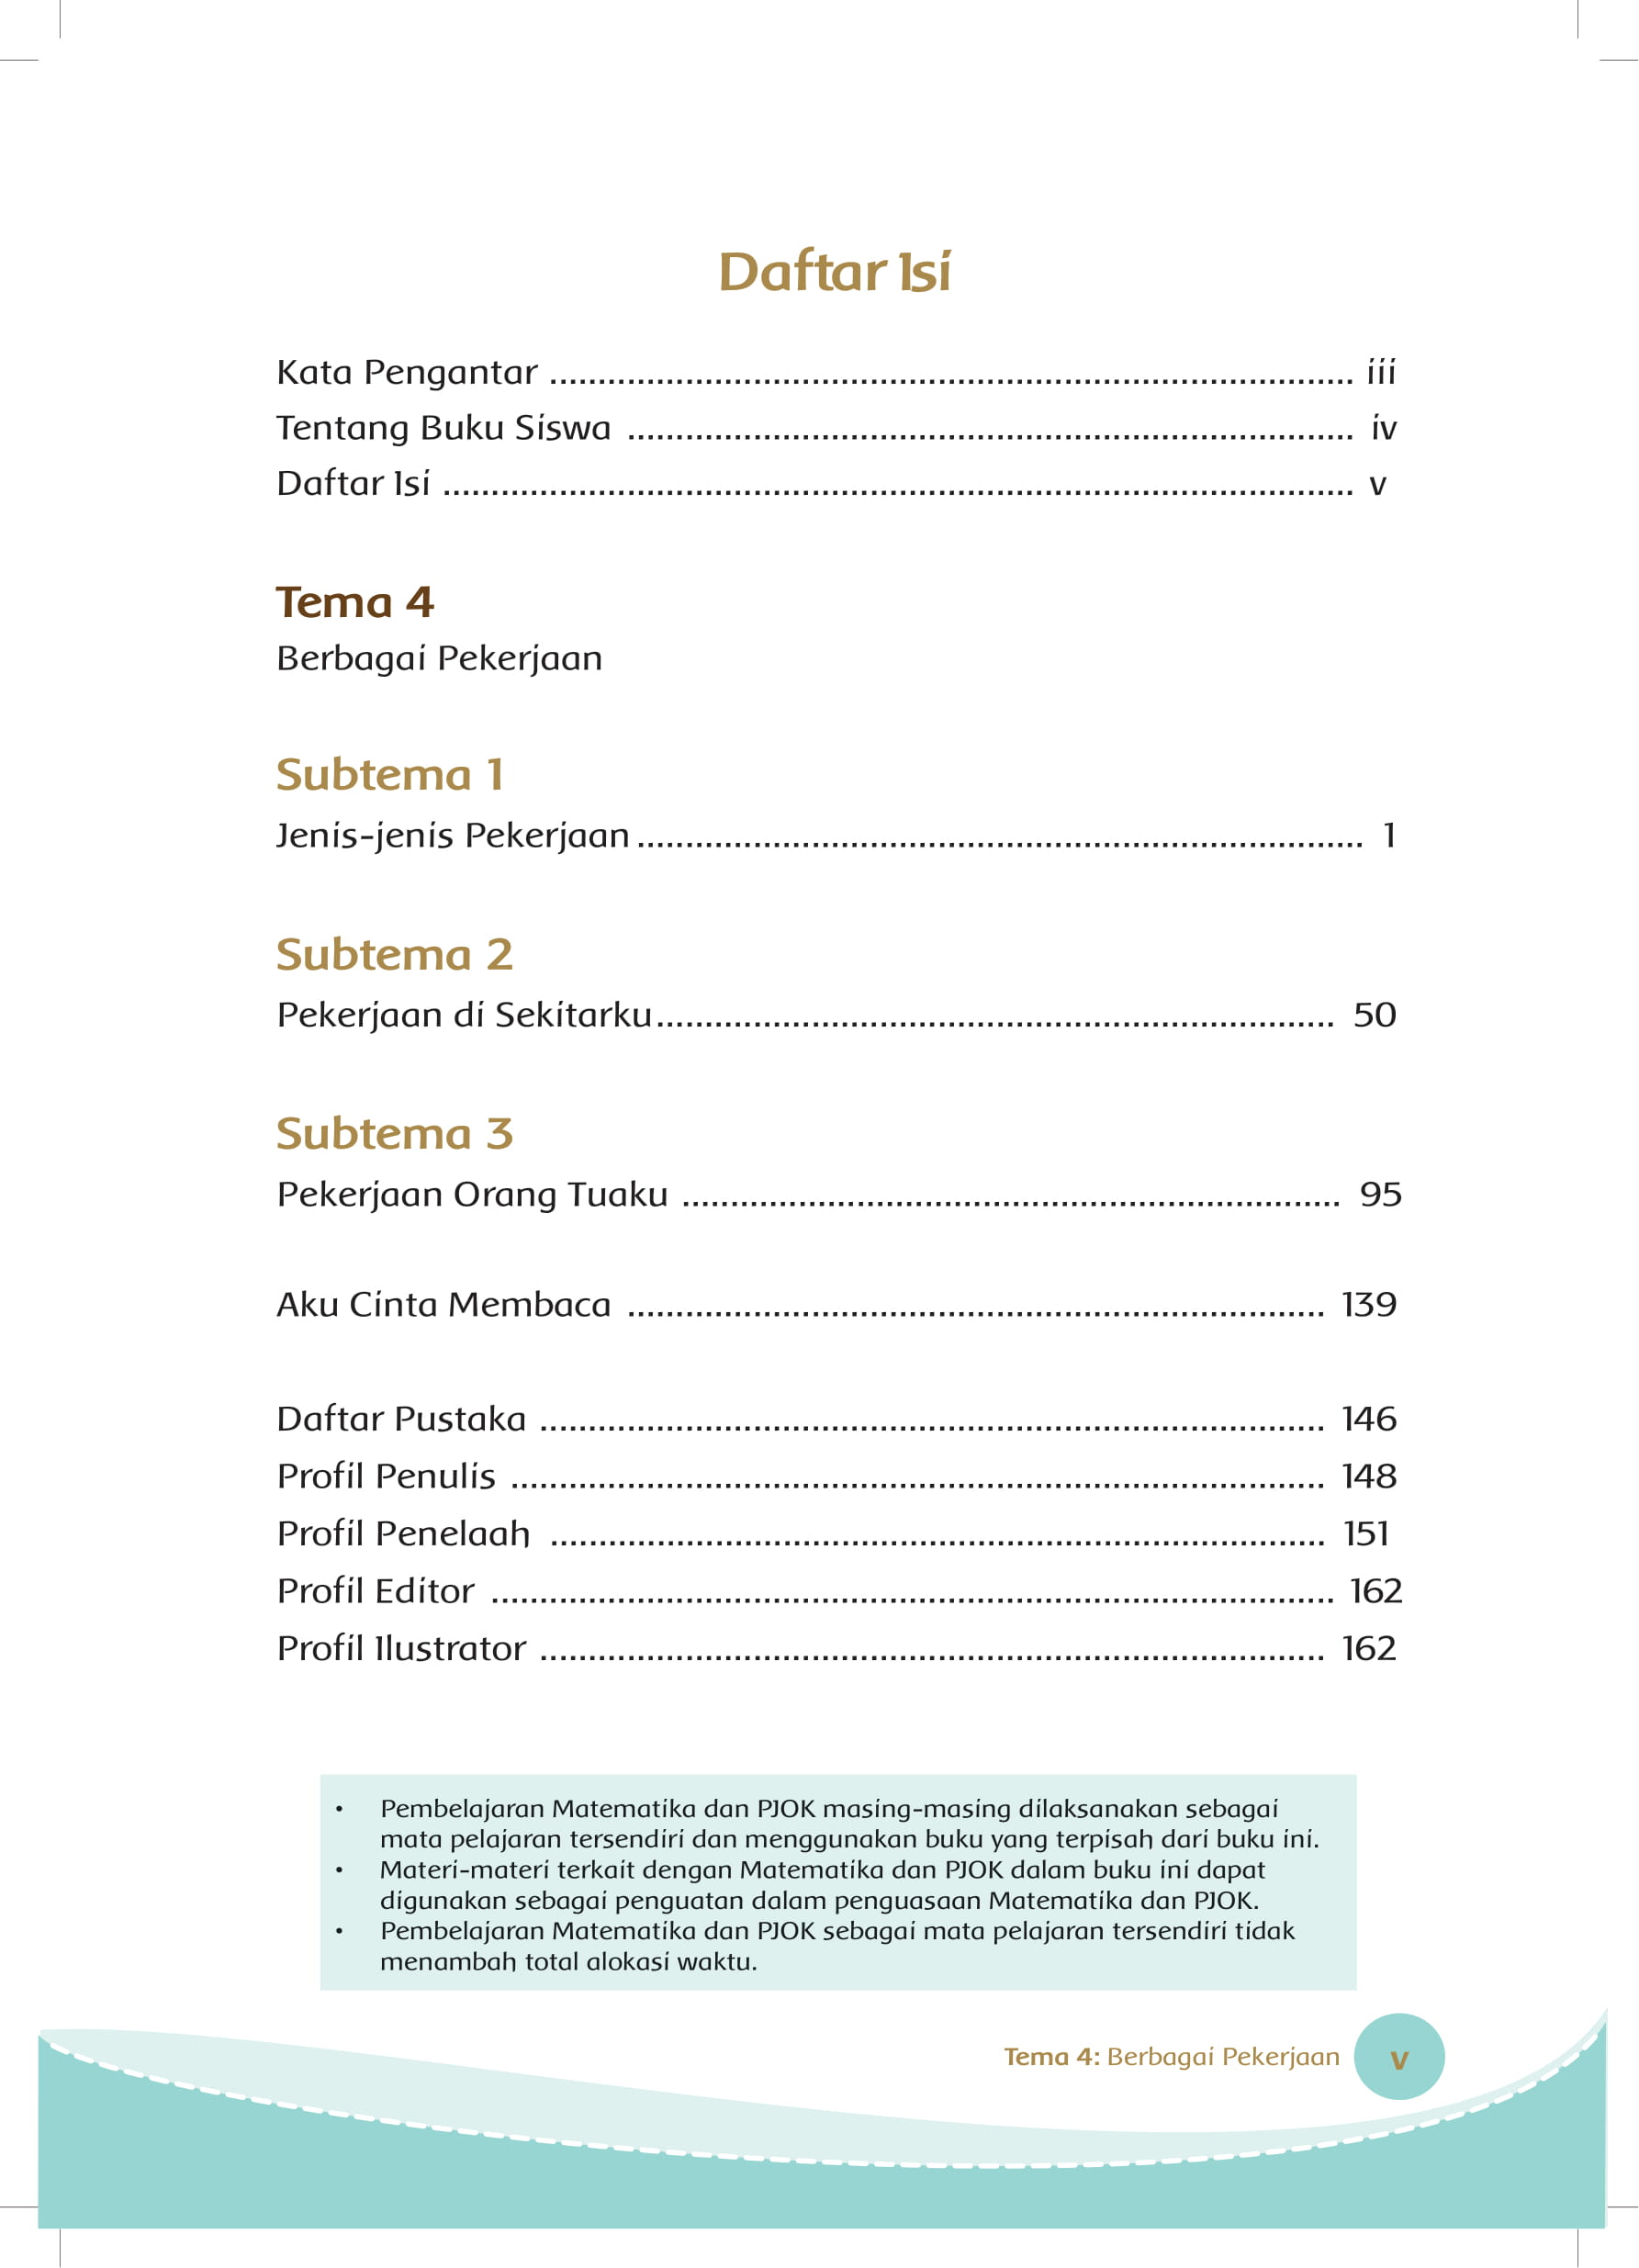 Daftar Isi
Kata Pengantar ................................................................................... iii
Tentang Buku Siswa ........................................................................... iv
Daftar Isi .............................................................................................. v
Tema 4
Berbagai Pekerjaan
Subtema 1
Jenis-jenis Pekerjaan ........................................................................... 1
Subtema 2
Pekerjaan di Sekitarku ...................................................................... 50
Subtema 3
Pekerjaan Orang Tuaku .................................................................... 95
Aku Cinta Membaca ........................................................................ 139
Daftar Pustaka ................................................................................. 146
Profil Penulis .................................................................................... 148
Profil Penelaah ................................................................................ 151
Profil Editor ....................................................................................... 162
Profil Ilustrator ................................................................................. 162
• Pembelajaran Matematika dan PJOK masing-masing dilaksanakan sebagai
mata pelajaran tersendiri dan menggunakan buku yang terpisah dari buku ini.
• Materi-materi terkait dengan Matematika dan PJOK dalam buku ini dapat
digunakan sebagai penguatan dalam penguasaan Matematika dan PJOK.
• Pembelajaran Matematika dan PJOK sebagai mata pelajaran tersendiri tidak
menambah total alokasi waktu.
Tema 4: Berbagai Pekerjaan v